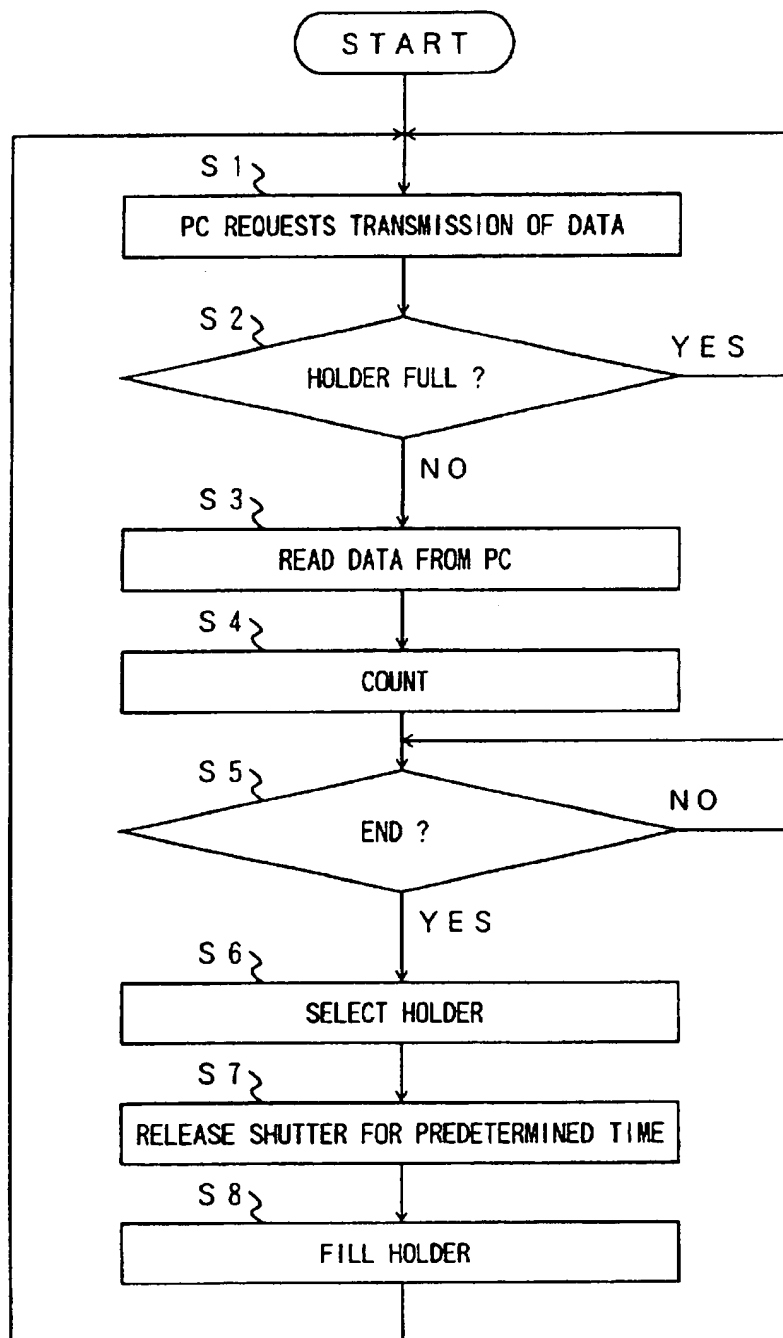 START
S1
PC REQUESTS TRANSMISSION OF DATA
S2
HOLDER FULL ?
YES
NO
S3
READ DATA FROM PC
S4
COUNT
S5
END ?
NO
YES
S6
SELECT HOLDER
S7
RELEASE SHUTTER FOR PREDETERMINED TIME
S8
FILL HOLDER